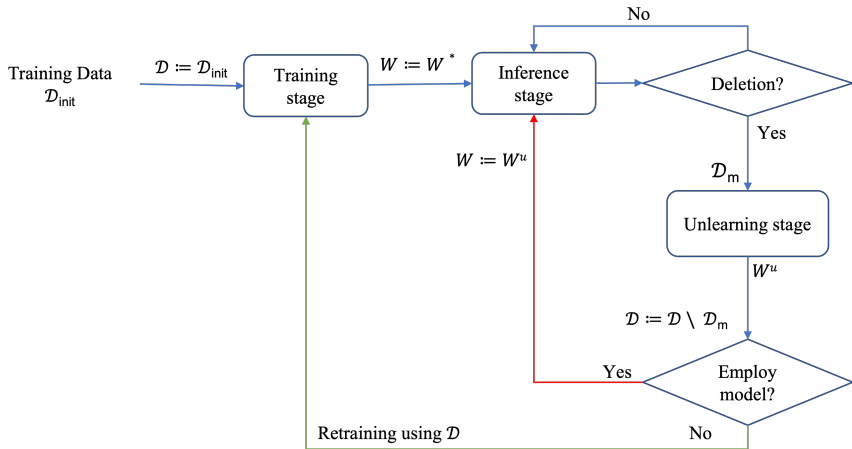 No
Training Data
𝒟init
𝒟 ≔ 𝒟init
Training
stage
W ≔ W*
Inference
stage
Deletion?
Yes
W ≔ Wᵘ
𝒟m
Unlearning stage
Wᵘ
𝒟 ≔ 𝒟 \ 𝒟m
Yes
Employ
model?
Retraining using 𝒟
No